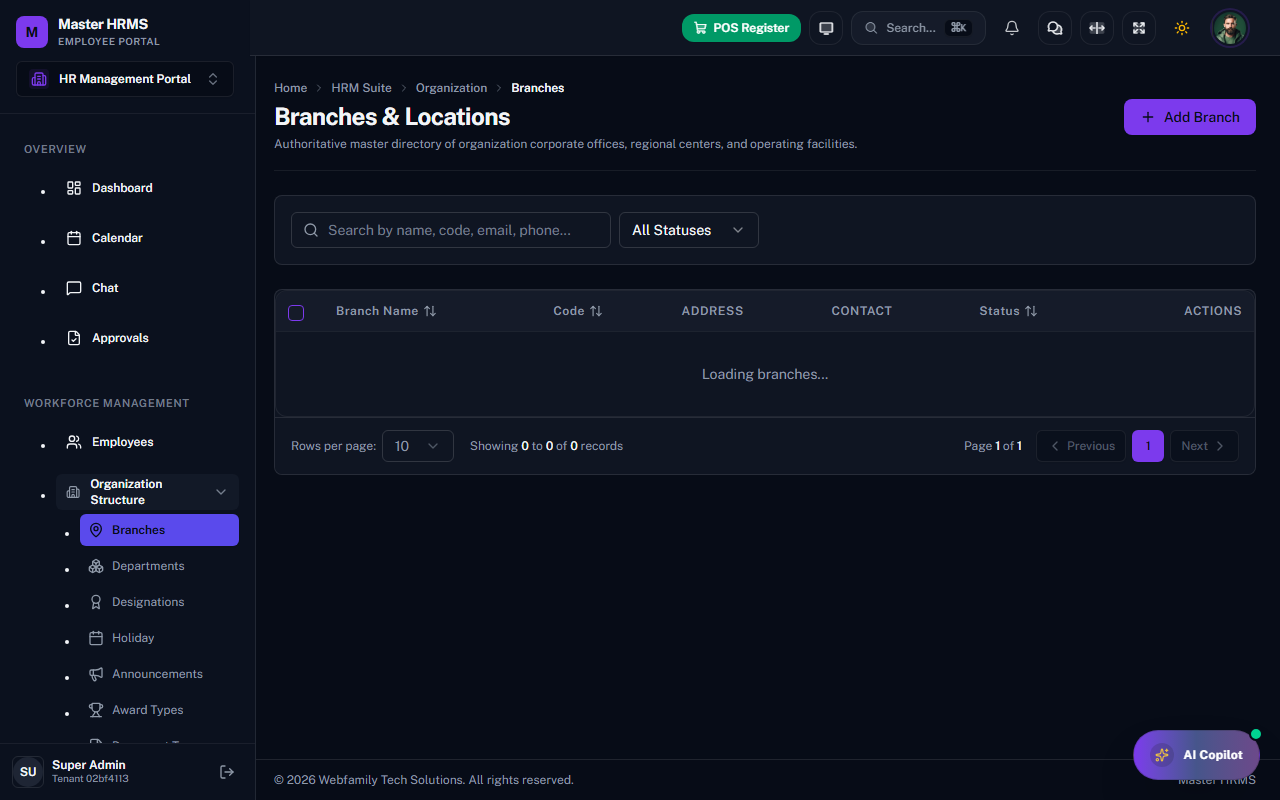 M
Master HRMS
EMPLOYEE PORTAL
HR Management Portal
POS Register
Search...
⌘K
OVERVIEW
Dashboard
Calendar
Chat
Approvals
WORKFORCE MANAGEMENT
Employees
Organization
Structure
Branches
Departments
Designations
Holiday
Announcements
Award Types
SU
Super Admin
Tenant 02bf4113
Home > HRM Suite > Organization > Branches
Branches & Locations
Authoritative master directory of organization corporate offices, regional centers, and operating facilities.
+ Add Branch
Search by name, code, email, phone...
All Statuses
Branch Name Code ADDRESS CONTACT Status ACTIONS
Loading branches...
Rows per page: 10 Showing 0 to 0 of 0 records Page 1 of 1 Previous 1 Next
AI Copilot
© 2026 Webfamily Tech Solutions. All rights reserved.
Master HRMS